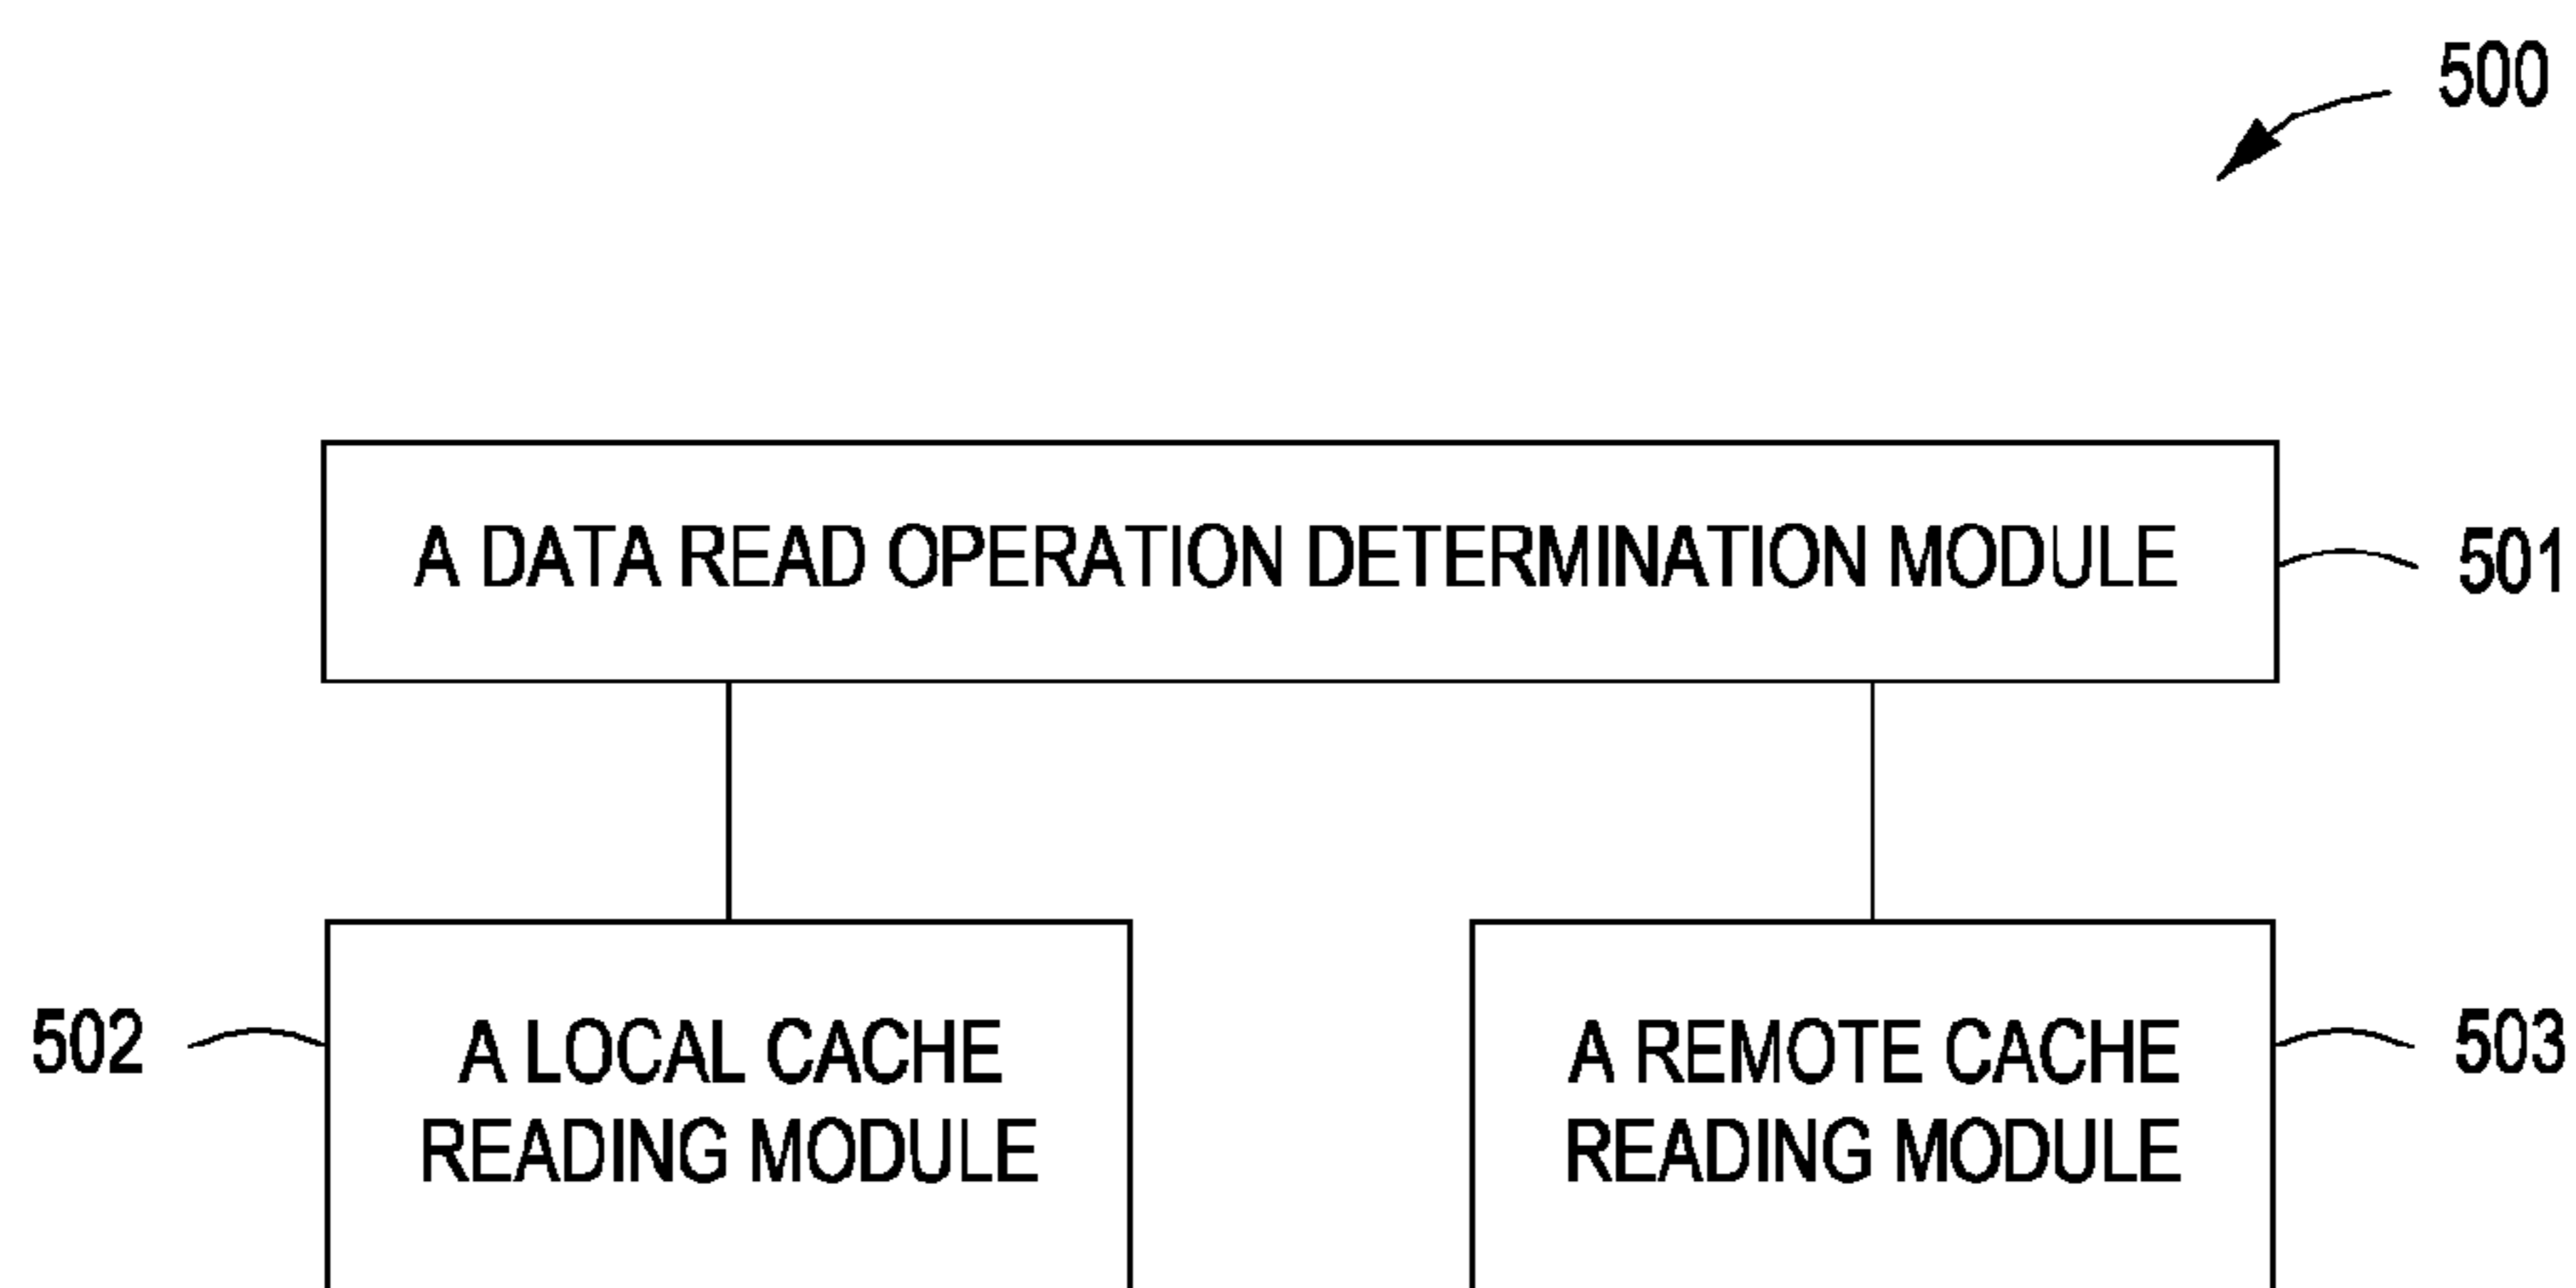 500
A DATA READ OPERATION DETERMINATION MODULE
501
502
A LOCAL CACHE
READING MODULE
A REMOTE CACHE
READING MODULE
503